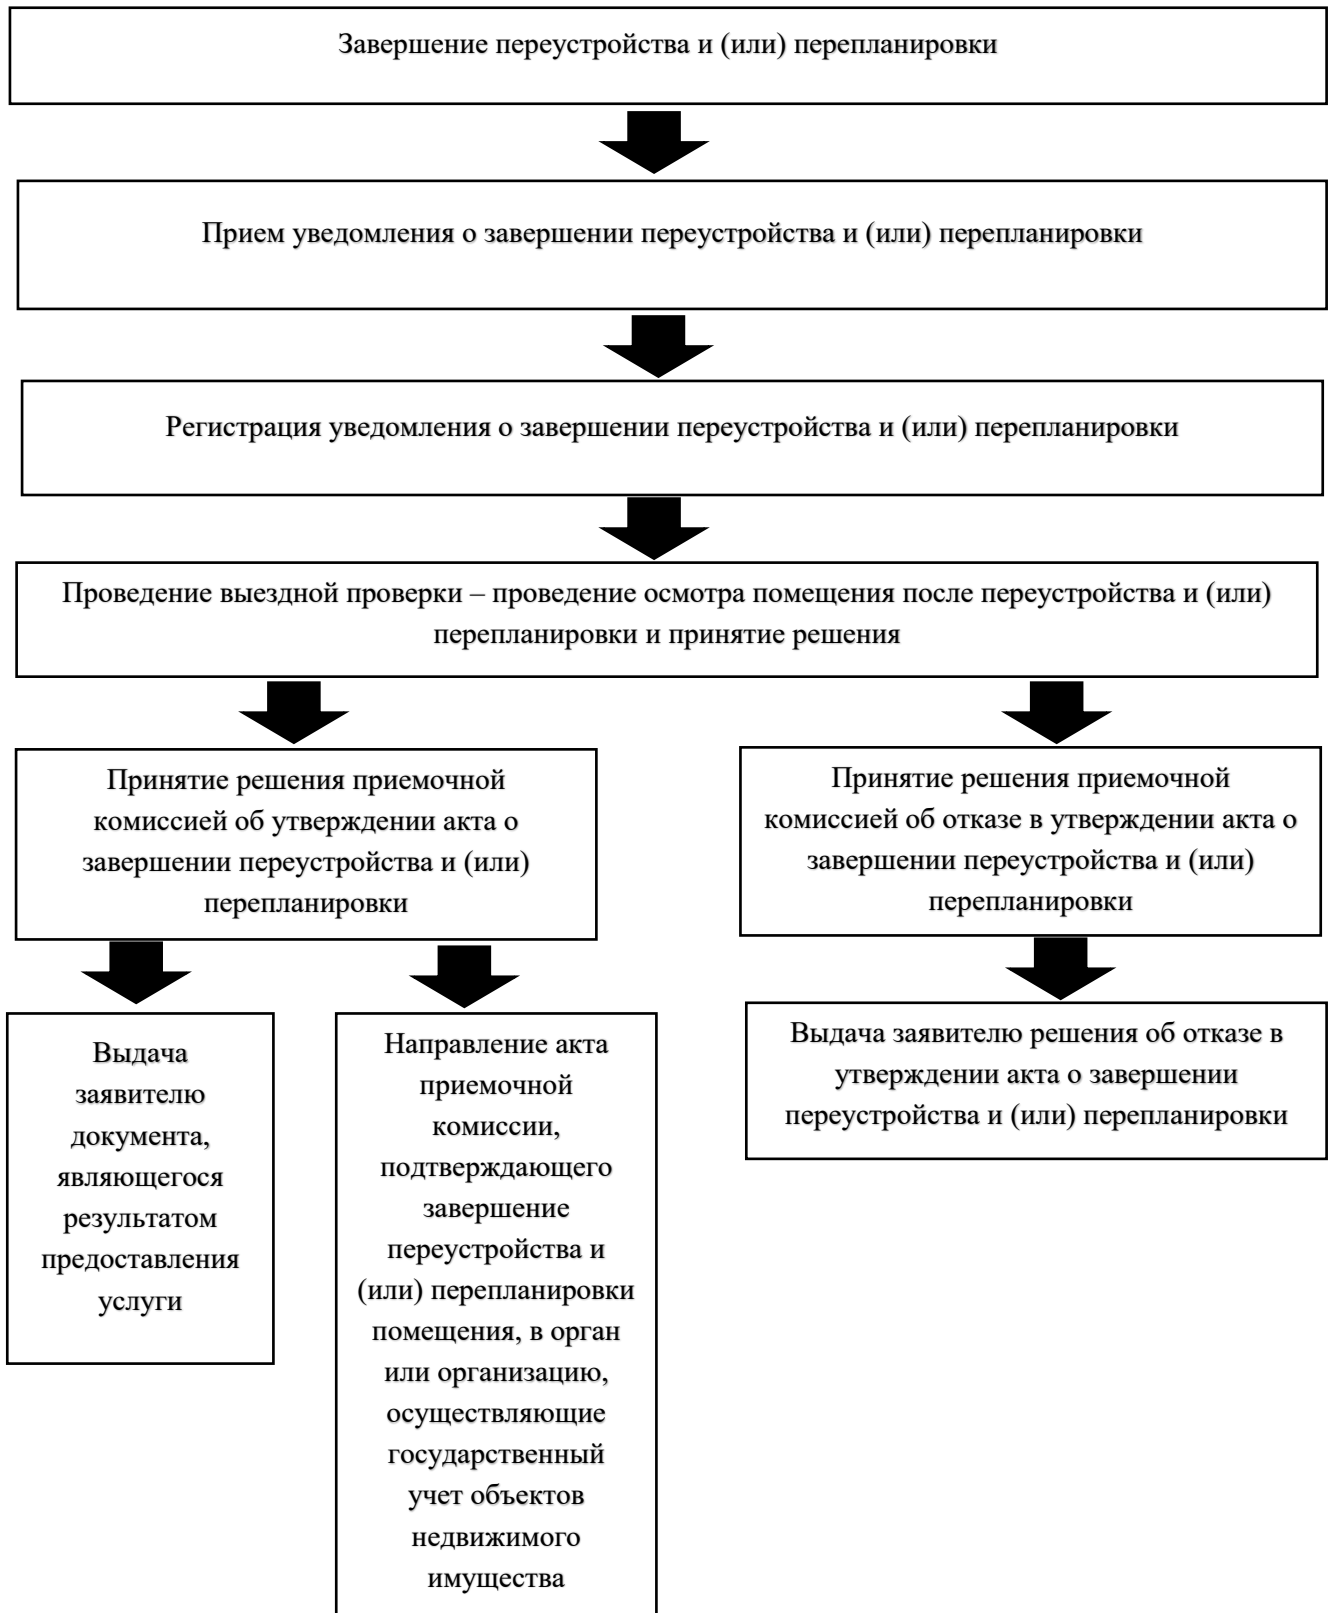 Завершение переустройства и (или) перепланировки
Прием уведомления о завершении переустройства и (или) перепланировки
Регистрация уведомления о завершении переустройства и (или) перепланировки
Проведение выездной проверки – проведение осмотра помещения после переустройства и (или)
перепланировки и принятие решения
Принятие решения приемочной
комиссией об утверждении акта о
завершении переустройства и (или)
перепланировки
Принятие решения приемочной
комиссией об отказе в утверждении акта о
завершении переустройства и (или)
перепланировки
Выдача
заявителю
документа,
являющегося
результатом
предоставления
услуги
Направление акта
приемочной
комиссии,
подтверждающего
завершение
переустройства и
(или) перепланировки
помещения, в орган
или организацию,
осуществляющие
государственный
учет объектов
недвижимого
имущества
Выдача заявителю решения об отказе в
утверждении акта о завершении
переустройства и (или) перепланировки